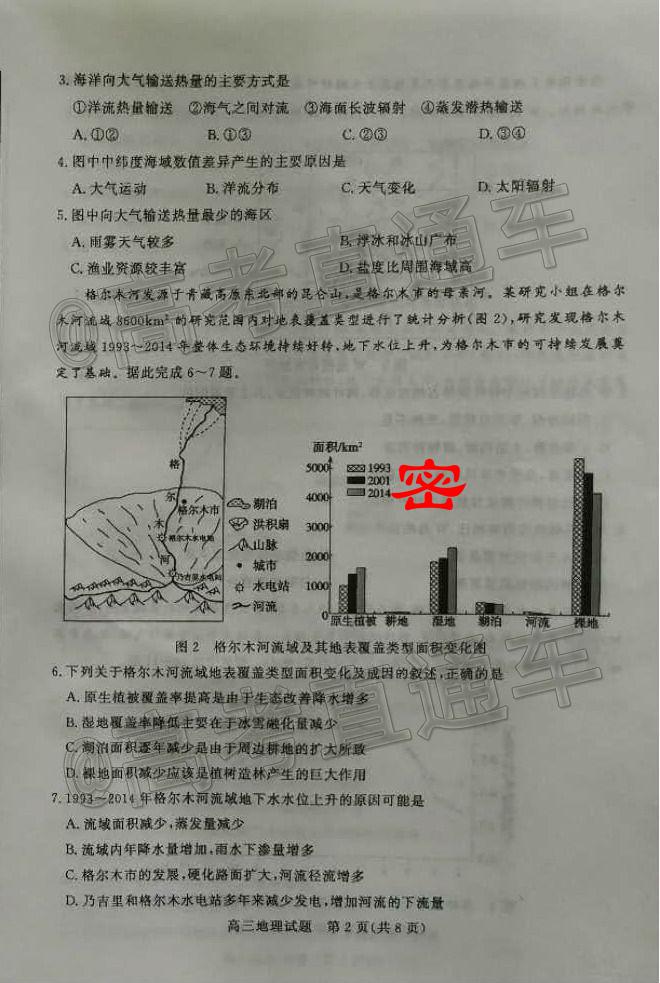 3.海洋向大气输送热量的主要方式是
①洋流热量输送 ②海气之间对流 ③海面长波辐射 ④蒸发潜热输送
A.①② B.①③ C.②③ D.③④
4.图中中纬度海域数值差异产生的主要原因是
A.大气运动 B.洋流分布 C.天气变化 D.太阳辐射
5.图中向大气输送热量最少的海区
A.雨雾天气较多 B.浮冰和冰山广布
C.渔业资源较丰富 D.盐度比周围海域高
格尔木河发源于青藏高原东北部的昆仑山,是格尔木市的母亲河。某研究小组在格尔
木河流域8600km²的研究范围内对地表覆盖类型进行了统计分析(图2),研究发现格尔木
河流域1993~2014年整体生态环境持续好转、地下水位上升,为格尔木市的可持续发展奠
定了基础。据此完成6~7题。
格
尔
木
河
格尔木市
格尔木水电站
乃吉里水电站
湖泊
洪积扇
山脉
城市
水电站
河流
面积/km²
5000
4000
3000
2000
1000
0
1993
2001
2014
密
原生植被 耕地 湿地 湖泊 河流 裸地
图2 格尔木河流域及其地表覆盖类型面积变化图
6.下列关于格尔木河流域地表覆盖类型面积变化及成因的叙述,正确的是
A.原生植被覆盖率提高是由于生态改善降水增多
B.湿地覆盖率降低主要在于冰雪融化量减少
C.湖泊面积逐年减少是由于周边耕地的扩大所致
D.裸地面积减少应该是植树造林产生的巨大作用
7.1993~2014年格尔木河流域地下水水位上升的原因可能是
A.流域面积减少,蒸发量减少
B.流域内年降水量增加,雨水下渗量增多
C.格尔木市的发展,硬化路面扩大,河流径流增多
D.乃吉里和格尔木水电站多年来减少发电,增加河流的下流量
高三地理试题 第2页(共8页)
@高考直通车
@高考直通车